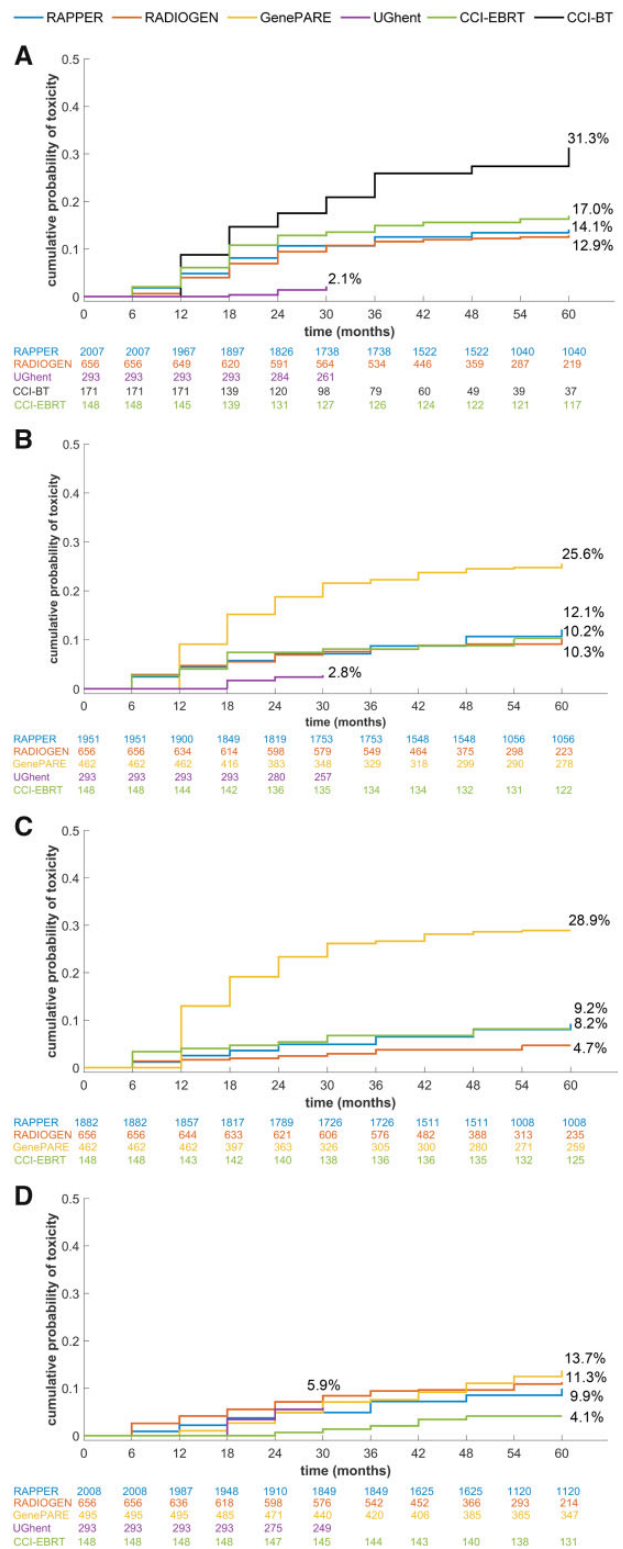 RAPPER RADIOGEN GenePARE UGhent CCI-EBRT CCI-BT
A
cumulative probability of toxicity
0.5
0.4
0.3
0.2
0.1
0
31.3%
17.0%
14.1%
12.9%
2.1%
0 6 12 18 24 30 36 42 48 54 60
time (months)
RAPPER 2007 2007 1967 1897 1826 1738 1738 1522 1522 1040 1040
RADIOGEN 656 656 649 620 591 564 534 446 359 287 219
UGhent 293 293 293 293 284 261
CCI-BT 171 171 171 139 120 98 79 60 49 39 37
CCI-EBRT 148 148 145 139 131 127 126 124 122 121 117
B
cumulative probability of toxicity
0.5
0.4
0.3
0.2
0.1
0
25.6%
12.1%
10.2%
10.3%
2.8%
0 6 12 18 24 30 36 42 48 54 60
time (months)
RAPPER 1951 1951 1900 1849 1819 1753 1753 1548 1548 1056 1056
RADIOGEN 656 656 634 614 598 579 549 464 375 298 223
GenePARE 462 462 462 416 383 348 329 318 299 290 278
UGhent 293 293 293 293 280 257
CCI-EBRT 148 148 144 142 136 135 134 134 132 131 122
C
cumulative probability of toxicity
0.5
0.4
0.3
0.2
0.1
0
28.9%
9.2%
8.2%
4.7%
0 6 12 18 24 30 36 42 48 54 60
time (months)
RAPPER 1882 1882 1857 1817 1789 1726 1726 1511 1511 1008 1008
RADIOGEN 656 656 644 633 621 606 576 482 388 313 235
GenePARE 462 462 462 397 363 326 305 300 280 271 259
CCI-EBRT 148 148 143 142 140 138 136 136 135 132 125
D
cumulative probability of toxicity
0.5
0.4
0.3
0.2
0.1
0
13.7%
11.3%
9.9%
4.1%
5.9%
0 6 12 18 24 30 36 42 48 54 60
time (months)
RAPPER 2008 2008 1987 1948 1910 1849 1849 1625 1625 1120 1120
RADIOGEN 656 656 636 618 598 576 542 452 366 293 214
GenePARE 495 495 495 485 471 440 420 406 385 365 347
UGhent 293 293 293 293 275 249
CCI-EBRT 148 148 148 148 147 145 144 143 140 138 131